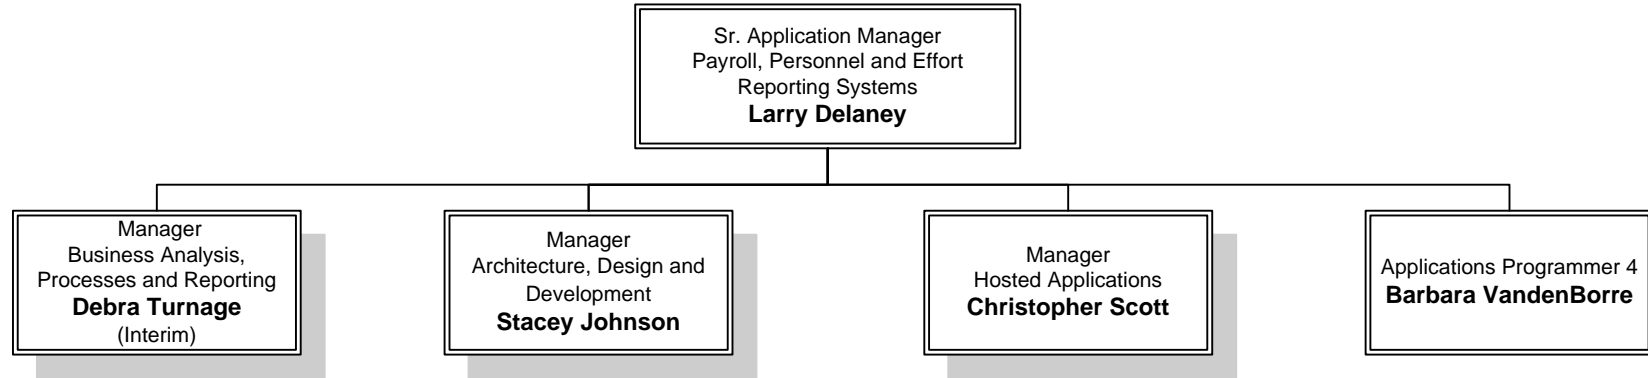 Sr. Application Manager
Payroll, Personnel and Effort
Reporting Systems
Larry Delaney
Manager
Business Analysis,
Processes and Reporting
Debra Turnage
(Interim)
Manager
Architecture, Design and
Development
Stacey Johnson
Manager
Hosted Applications
Christopher Scott
Applications Programmer 4
Barbara VandenBorre